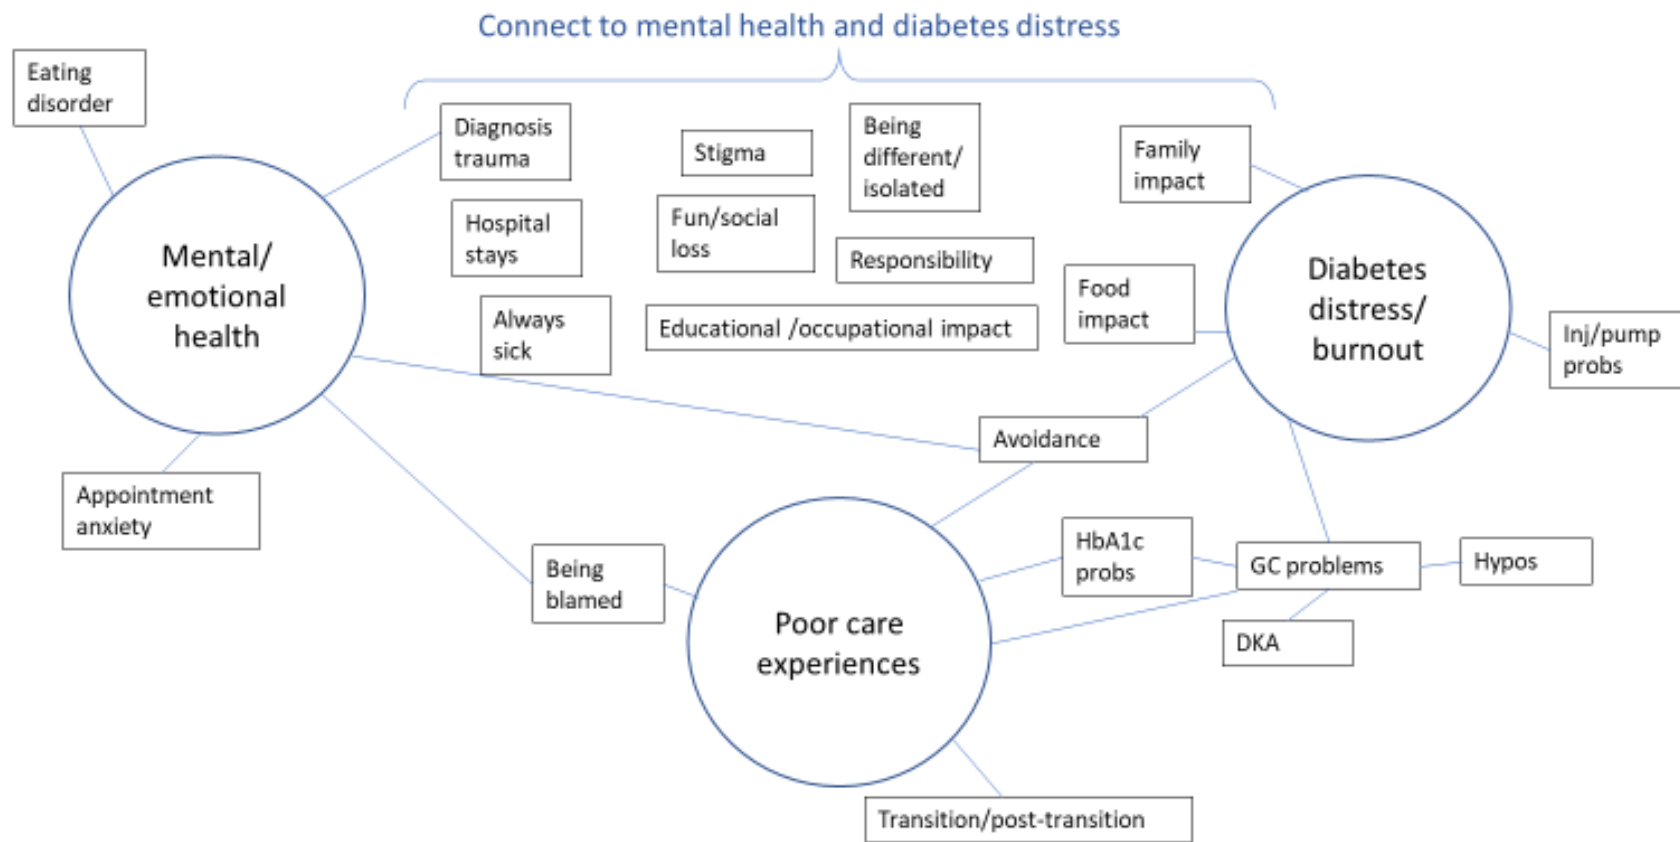 Connect to mental health and diabetes distress
Eating
disorder
Diagnosis
trauma
Stigma
Being
different/
isolated
Family
impact
Hospital
stays
Fun/social
loss
Responsibility
Mental/
emotional
health
Food
impact
Diabetes
distress/
burnout
Always
sick
Educational /occupational impact
Inj/pump
probs
Avoidance
Appointment
anxiety
Being
blamed
HbA1c
probs
GC problems
Hypos
Poor care
experiences
DKA
Transition/post-transition